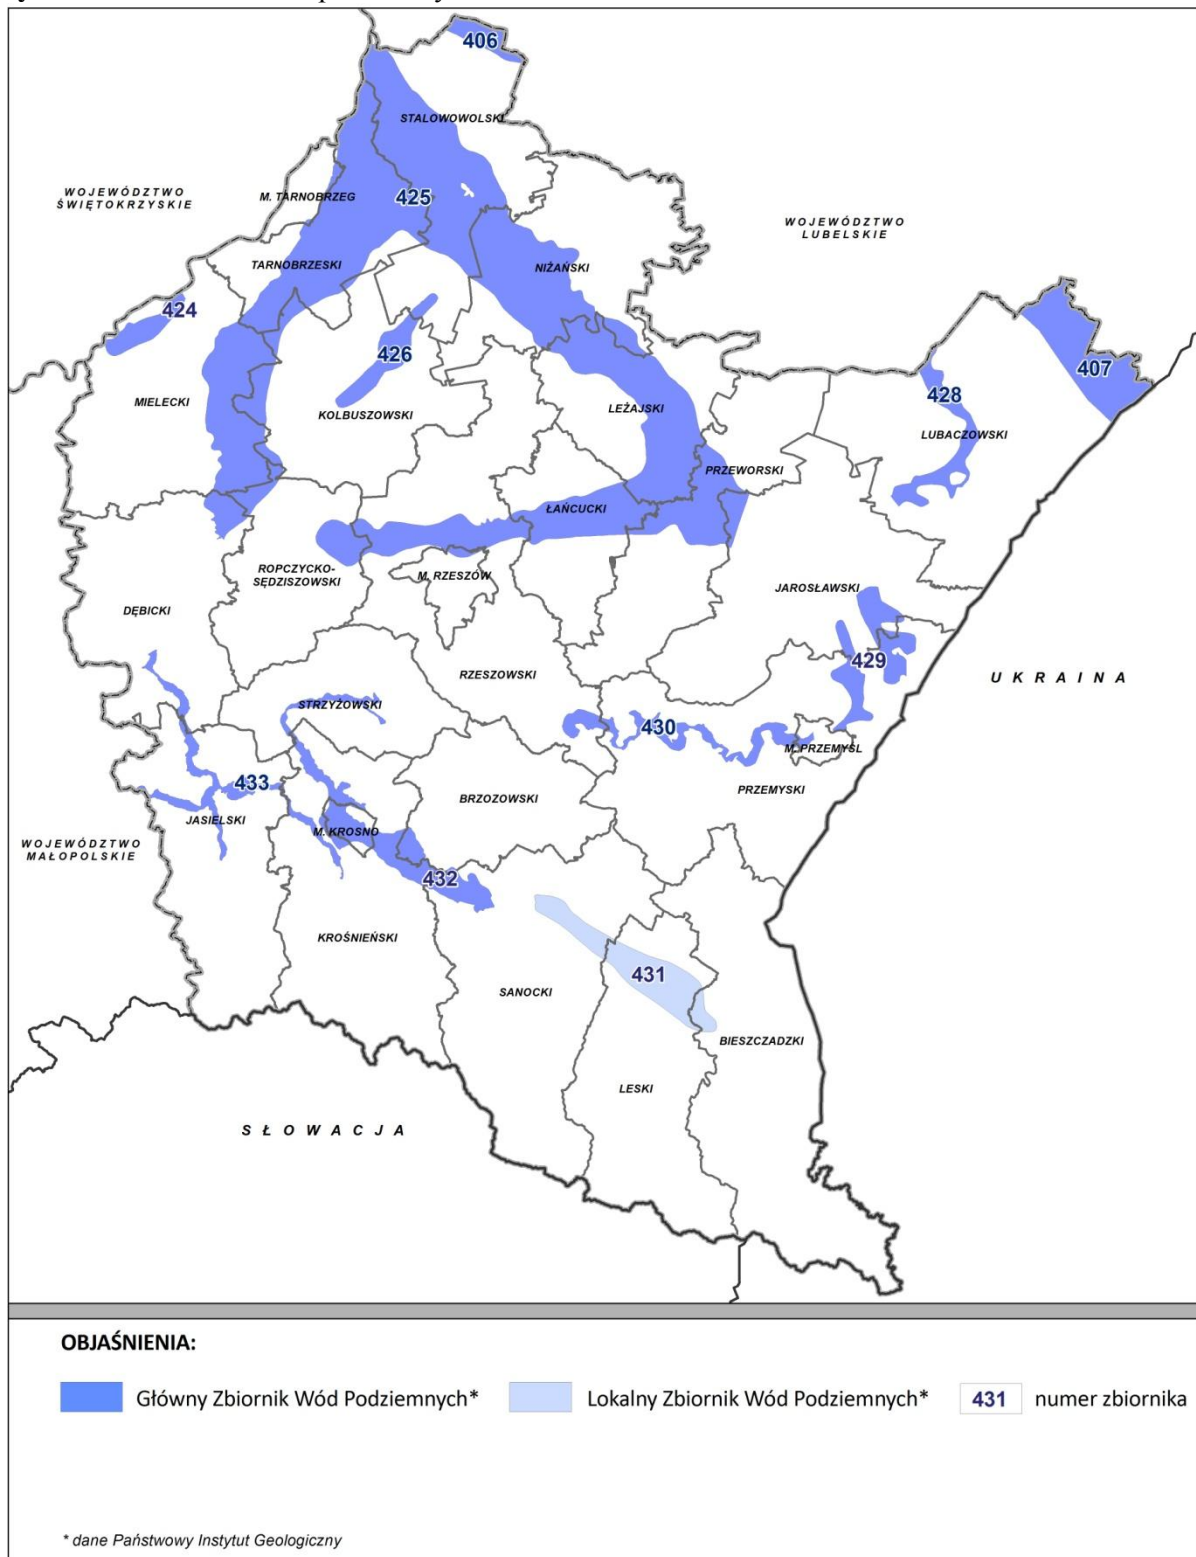 406
STALOWOWOLSKI
WOJEWÓDZTWO
ŚWIĘTOKRZYSKIE
M. TARNOBRZEG
425
WOJEWÓDZTWO
LUBELSKIE
TARNOBRZESKI
NIŻAŃSKI
424
426
407
428
MIELECKI
KOLBUSZOWSKI
LEŻAJSKI
LUBACZOWSKI
PRZEWORSKI
ŁAŃCUCKI
ROPCZYCKO-
SĘDZISZOWSKI
M. RZESZÓW
JAROSŁAWSKI
DĘBICKI
429
RZESZOWSKI
UKRAINA
STRZYŻOWSKI
430
M. PRZEMYŚL
433
BRZOZOWSKI
PRZEMYSKI
JASIELSKI
M. KROSNO
WOJEWÓDZTWO
MAŁOPOLSKIE
432
KROŚNIEŃSKI
431
SANOCKI
BIESZCZADZKI
LESKI
SŁOWACJA
OBJAŚNIENIA:
Główny Zbiornik Wód Podziemnych*
Lokalny Zbiornik Wód Podziemnych*
431 numer zbiornika
* dane Państwowy Instytut Geologiczny